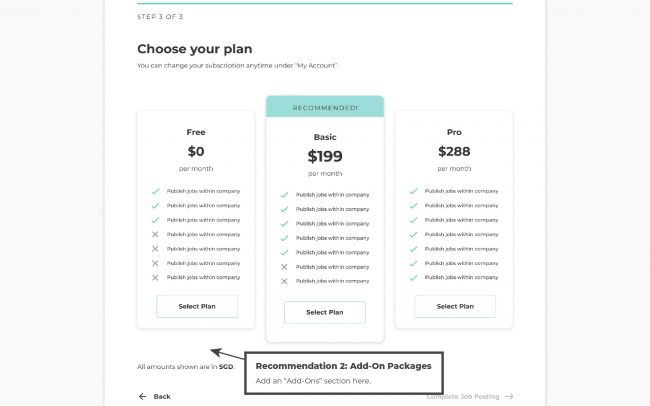 STEP 3 OF 3
Choose your plan
You can change your subscription anytime under "My Account".
Free
$0
per month
Publish jobs within company
Publish jobs within company
Publish jobs within company
Publish jobs within company
Publish jobs within company
Publish jobs within company
Publish jobs within company
Select Plan
RECOMMENDED!
Basic
$199
per month
Publish jobs within company
Publish jobs within company
Publish jobs within company
Publish jobs within company
Publish jobs within company
Publish jobs within company
Publish jobs within company
Select Plan
Pro
$288
per month
Publish jobs within company
Publish jobs within company
Publish jobs within company
Publish jobs within company
Publish jobs within company
Publish jobs within company
Publish jobs within company
Select Plan
All amounts shown are in SGD.
Recommendation 2: Add-On Packages
Add an "Add-Ons" section here.
Back
Complete Job Posting